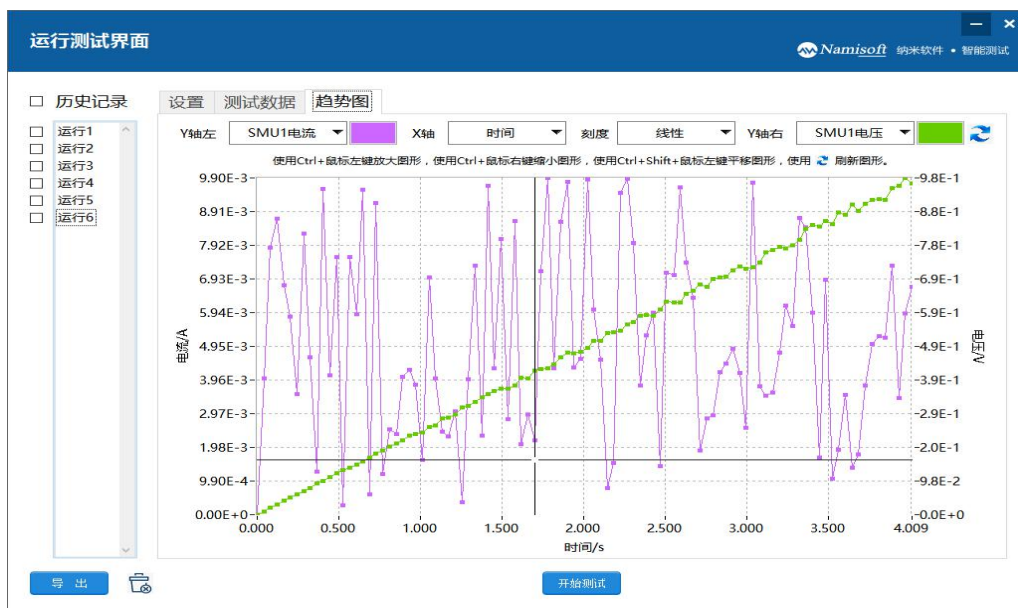 运行测试界面
Namisoft 纳米软件 • 智能测试
历史记录
设置 测试数据 趋势图
运行1
运行2
运行3
运行4
运行5
运行6
Y轴左 SMU1电流 X轴 时间 刻度 线性 Y轴右 SMU1电压
使用Ctrl+鼠标左键放大图形，使用Ctrl+鼠标右键缩小图形，使用Ctrl+Shift+鼠标左键平移图形，使用 刷新图形。
9.90E-3
8.91E-3
7.92E-3
6.93E-3
5.94E-3
4.95E-3
3.96E-3
2.97E-3
1.98E-3
9.90E-4
0.00E+0
电流/A
9.8E-1
8.8E-1
7.8E-1
6.9E-1
5.9E-1
4.9E-1
3.9E-1
2.9E-1
2.0E-1
9.8E-2
0.0E+0
电压/V
0.000 0.500 1.000 1.500 2.000 2.500 3.000 3.500 4.009
时间/s
导 出
开始测试